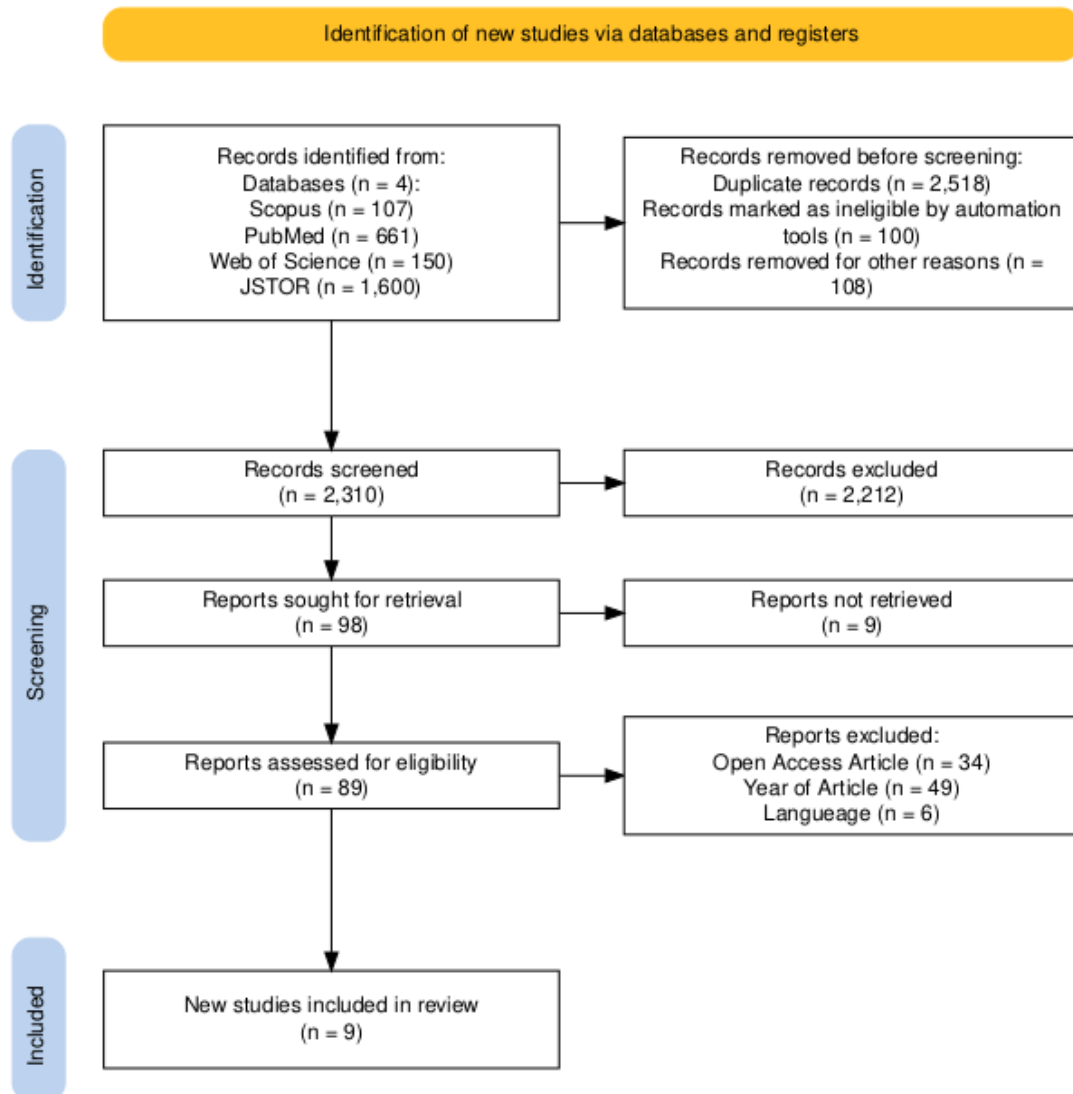 Identification of new studies via databases and registers
Identification
Records identified from:
Databases (n = 4):
Scopus (n = 107)
PubMed (n = 661)
Web of Science (n = 150)
JSTOR (n = 1,600)
Records removed before screening:
Duplicate records (n = 2,518)
Records marked as ineligible by automation
tools (n = 100)
Records removed for other reasons (n =
108)
Screening
Records screened
(n = 2,310)
Records excluded
(n = 2,212)
Reports sought for retrieval
(n = 98)
Reports not retrieved
(n = 9)
Reports assessed for eligibility
(n = 89)
Reports excluded:
Open Access Article (n = 34)
Year of Article (n = 49)
Langueage (n = 6)
Included
New studies included in review
(n = 9)